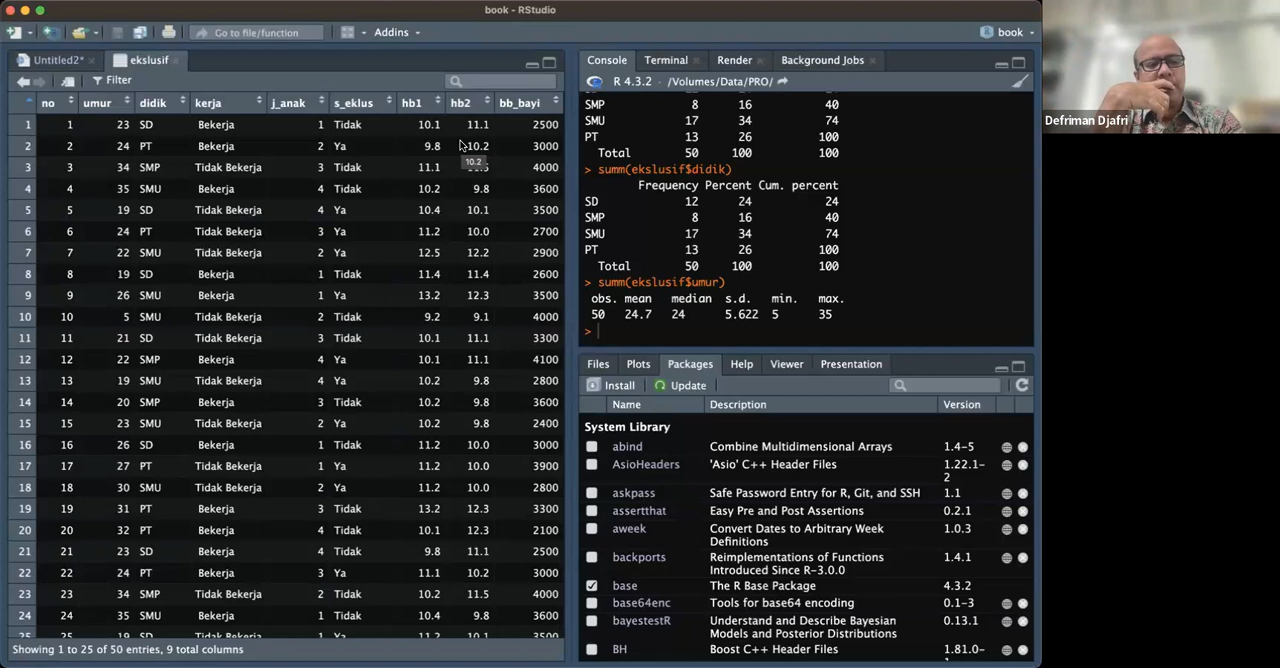 book - RStudio
Go to file/function
Addins
book
Untitled2*
ekslusif
Filter
no umur didik kerja j_anak s_eklus hb1 hb2 bb_bayi
1 1 23 SD Bekerja 1 Tidak 10.1 11.1 2500
2 2 24 PT Bekerja 2 Ya 9.8 10.2 3000
10.2
3 3 34 SMP Tidak Bekerja 3 Tidak 11.1 4000
4 4 35 SMU Bekerja 4 Tidak 10.2 9.8 3600
5 5 19 SD Tidak Bekerja 4 Ya 10.4 10.1 3500
6 6 24 PT Tidak Bekerja 3 Ya 11.2 10.0 2700
7 7 22 SMU Tidak Bekerja 2 Ya 12.5 12.2 2900
8 8 19 SD Tidak Bekerja 1 Tidak 11.4 11.4 2600
9 9 26 SMU Bekerja 1 Ya 13.2 12.3 3500
10 10 5 SMU Tidak Bekerja 2 Tidak 9.2 9.1 4000
11 11 21 SD Tidak Bekerja 3 Tidak 10.1 11.1 3300
12 12 22 SMP Bekerja 4 Ya 10.1 11.1 4100
13 13 19 SMU Tidak Bekerja 4 Ya 10.2 9.8 2800
14 14 20 SMP Bekerja 3 Tidak 10.2 9.8 3000
15 15 23 SMU Tidak Bekerja 2 Ya 10.2 9.8 2400
16 16 26 SD Bekerja 1 Tidak 11.2 10.0 3000
17 17 27 PT Tidak Bekerja 1 Ya 11.2 10.0 3900
18 18 30 SMU Tidak Bekerja 2 Ya 11.2 10.0 2800
19 19 31 PT Bekerja 3 Tidak 13.2 12.3 3300
20 20 32 PT Tidak Bekerja 4 Tidak 10.1 12.3 2100
21 21 23 SD Bekerja 4 Tidak 9.8 11.1 2500
22 22 24 PT Bekerja 3 Ya 11.1 10.2 3000
23 23 34 SMP Tidak Bekerja 2 Tidak 10.2 11.5 4000
24 24 35 SMU Bekerja 1 Tidak 10.4 9.8 3600
25 25 19 SD Tidak Bekerja 1 Ya 11.2 10.1 3500
Showing 1 to 25 of 50 entries, 9 total columns
Console
Terminal
Render
Background Jobs
R 4.3.2 · /Volumes/Data/PRO/
SMP 8 16 40
SMU 17 34 74
PT 13 26 100
Total 50 100 100
> summ(ekslusif$didik)
Frequency Percent Cum. percent
SD 12 24 24
SMP 8 16 40
SMU 17 34 74
PT 13 26 100
Total 50 100 100
> summ(ekslusif$umur)
obs. mean median s.d. min. max.
50 24.7 24 5.622 5 35
>
Files
Plots
Packages
Help
Viewer
Presentation
Install
Update
Name Description Version
System Library
abind Combine Multidimensional Arrays 1.4-5
AsioHeaders 'Asio' C++ Header Files 1.22.1-
2
askpass Safe Password Entry for R, Git, and SSH 1.1
assertthat Easy Pre and Post Assertions 0.2.1
aweek Convert Dates to Arbitrary Week 1.0.3
Definitions
backports Reimplementations of Functions 1.4.1
Introduced Since R-3.0.0
base The R Base Package 4.3.2
base64enc Tools for base64 encoding 0.1-3
bayestestR Understand and Describe Bayesian 0.13.1
Models and Posterior Distributions
BH Boost C++ Header Files 1.81.0-
Defriman Djafri